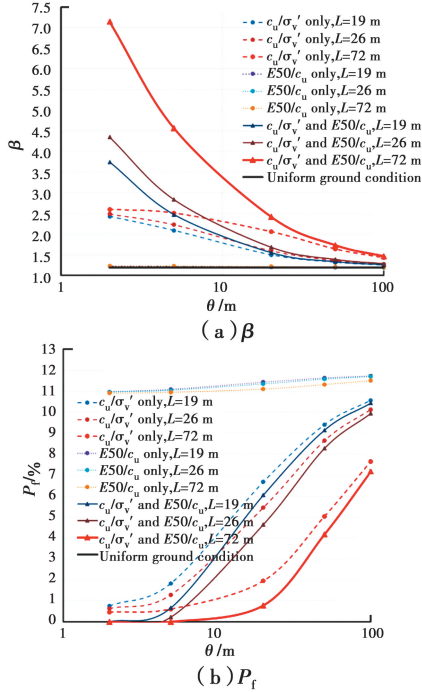 7.5
7.0
6.5
6.0
5.5
5.0
4.5
4.0
3.5
3.0
2.5
2.0
1.5
1.0
β
c_u/σ_v′ only,L=19 m
c_u/σ_v′ only,L=26 m
c_u/σ_v′ only,L=72 m
E50/c_u only,L=19 m
E50/c_u only,L=26 m
E50/c_u only,L=72 m
c_u/σ_v′ and E50/c_u,L=19 m
c_u/σ_v′ and E50/c_u,L=26 m
c_u/σ_v′ and E50/c_u,L=72 m
Uniform ground condition
1 10 100
θ/m
(a)β
13
12
11
10
9
8
7
6
5
4
3
2
1
0
P_f/%
c_u/σ_v′ only,L=19 m
c_u/σ_v′ only,L=26 m
c_u/σ_v′ only,L=72 m
E50/c_u only,L=19 m
E50/c_u only,L=26 m
E50/c_u only,L=72 m
c_u/σ_v′ and E50/c_u,L=19 m
c_u/σ_v′ and E50/c_u,L=26 m
c_u/σ_v′ and E50/c_u,L=72 m
Uniform ground condition
1 10 100
θ/m
(b)P_f